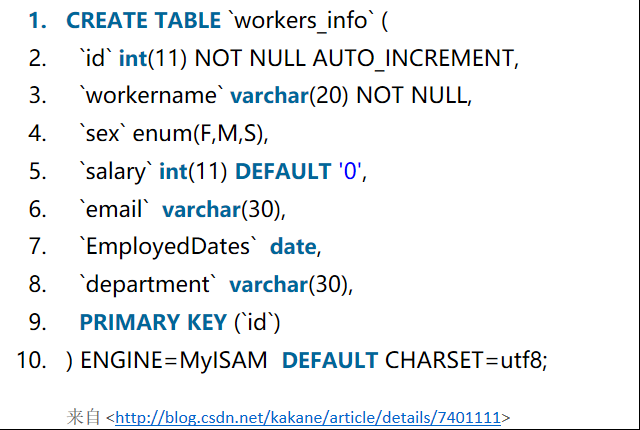 1. CREATE TABLE `workers_info` (
2. `id` int(11) NOT NULL AUTO_INCREMENT,
3. `workername` varchar(20) NOT NULL,
4. `sex` enum(F,M,S),
5. `salary` int(11) DEFAULT '0',
6. `email` varchar(30),
7. `EmployedDates` date,
8. `department` varchar(30),
9. PRIMARY KEY (`id`)
10. ) ENGINE=MyISAM DEFAULT CHARSET=utf8;
来自 <http://blog.csdn.net/kakane/article/details/7401111>